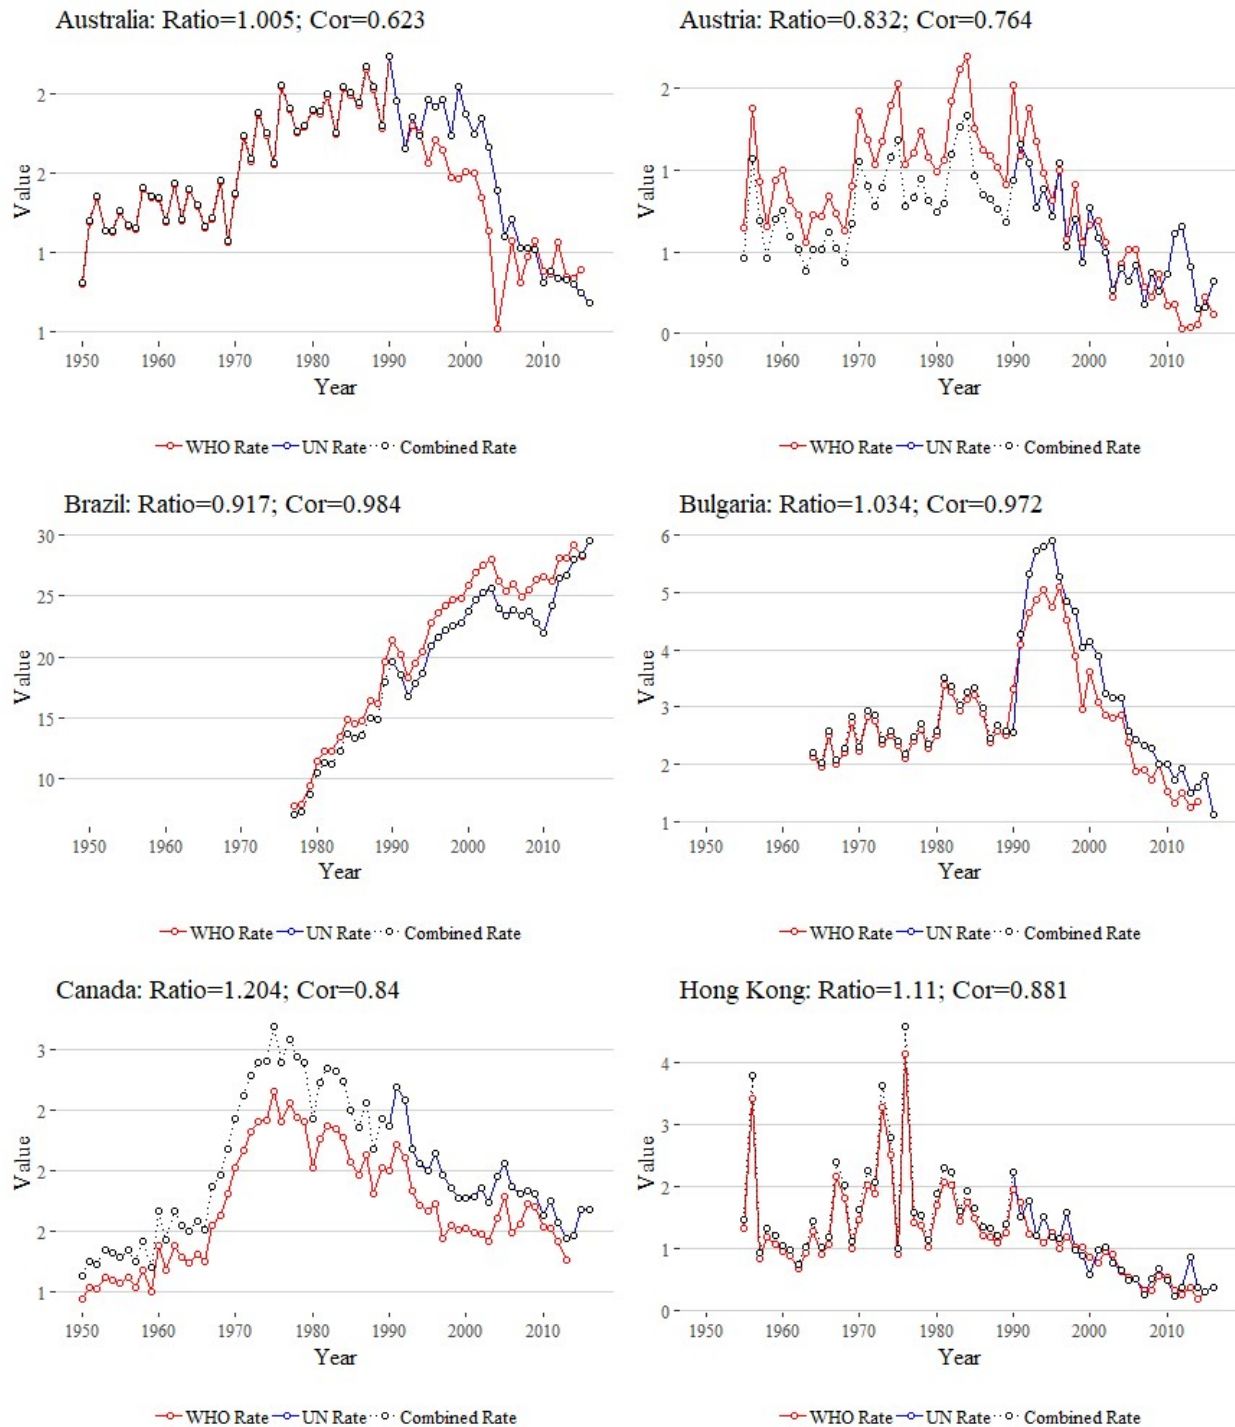 Australia: Ratio=1.005; Cor=0.623
Value
2
2
1
1
1950 1960 1970 1980 1990 2000 2010
Year
WHO Rate UN Rate Combined Rate
Austria: Ratio=0.832; Cor=0.764
Value
2
1
1
0
1950 1960 1970 1980 1990 2000 2010
Year
WHO Rate UN Rate Combined Rate
Brazil: Ratio=0.917; Cor=0.984
Value
30
25
20
15
10
1950 1960 1970 1980 1990 2000 2010
Year
WHO Rate UN Rate Combined Rate
Bulgaria: Ratio=1.034; Cor=0.972
Value
6
5
4
3
2
1
1950 1960 1970 1980 1990 2000 2010
Year
WHO Rate UN Rate Combined Rate
Canada: Ratio=1.204; Cor=0.84
Value
3
2
2
2
1
1950 1960 1970 1980 1990 2000 2010
Year
WHO Rate UN Rate Combined Rate
Hong Kong: Ratio=1.11; Cor=0.881
Value
4
3
2
1
0
1950 1960 1970 1980 1990 2000 2010
Year
WHO Rate UN Rate Combined Rate